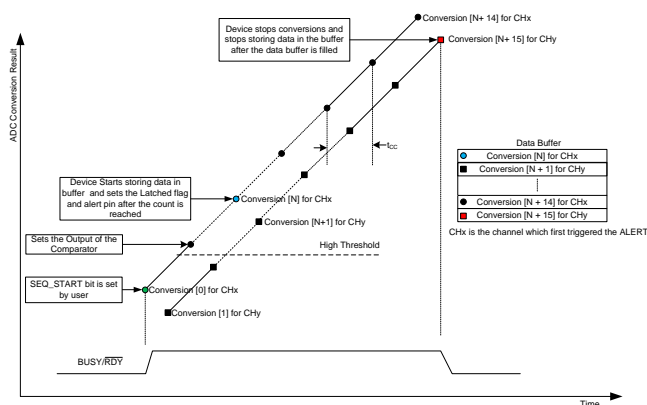 ADC Conversion Result
Device stops conversions and
stops storing data in the buffer
after the data buffer is filled
Conversion [N+ 14] for CHx
Conversion [N+ 15] for CHy
tCC
Data Buffer
Conversion [N] for CHx
Conversion [N + 1] for CHy
Conversion [N + 14] for CHx
Conversion [N + 15] for CHy
CHx is the channel which first triggered the ALERT
Device Starts storing data in
buffer and sets the Latched flag
and alert pin after the count is
reached
Conversion [N] for CHx
Conversion [N+1] for CHy
Sets the Output of the
Comparator
High Threshold
SEQ_START bit is set
by user
Conversion [0] for CHx
Conversion [1] for CHy
BUSY/RDY
Time